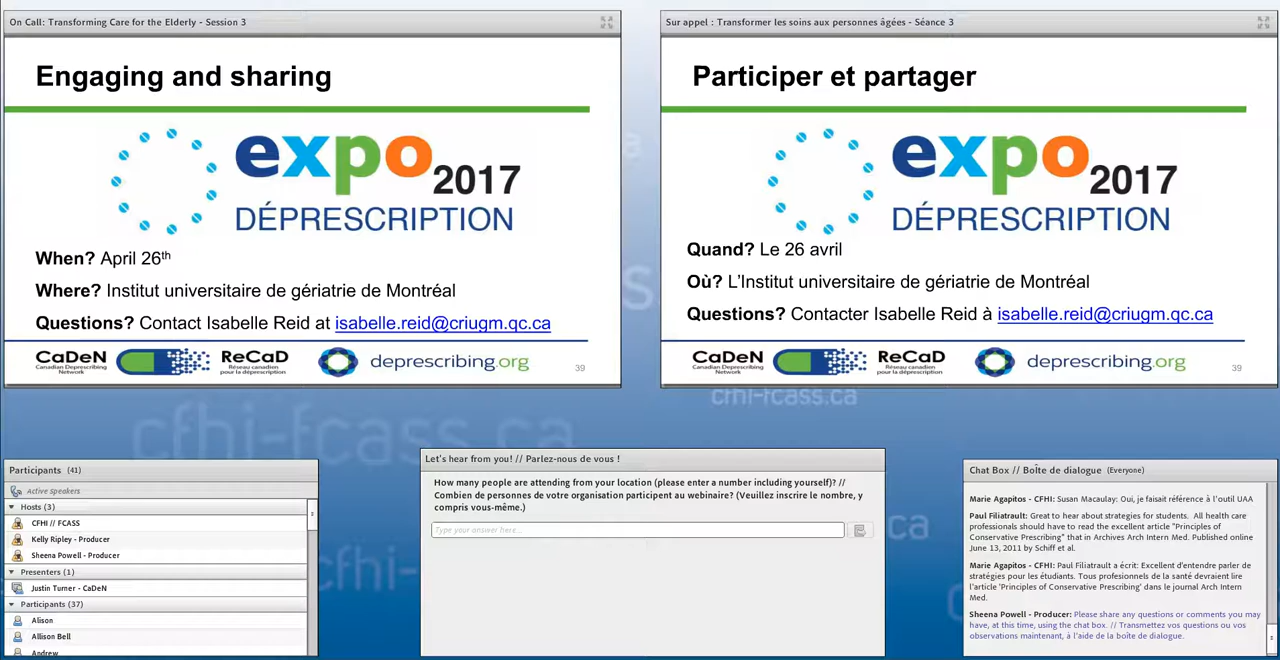 On Call: Transforming Care for the Elderly - Session 3
Engaging and sharing
expo
2017
DÉPRESCRIPTION
When? April 26th
Where? Institut universitaire de gériatrie de Montréal
Questions? Contact Isabelle Reid at isabelle.reid@criugm.qc.ca
CaDeN
Canadian Deprescribing
Network
ReCaD
Réseau canadien
pour la déprescription
deprescribing.org
39
Sur appel : Transformer les soins aux personnes âgées - Séance 3
Participer et partager
expo
2017
DÉPRESCRIPTION
Quand? Le 26 avril
Où? L'Institut universitaire de gériatrie de Montréal
Questions? Contacter Isabelle Reid à isabelle.reid@criugm.qc.ca
CaDeN
Canadian Deprescribing
Network
ReCaD
Réseau canadien
pour la déprescription
deprescribing.org
39
cfhi-fcass.ca
cfhi-fcass.ca
Participants (41)
Active Speakers
Hosts (3)
CFHI // FCASS
Kelly Ripley - Producer
Sheena Powell - Producer
Presenters (1)
Justin Turner - CaDeN
Participants (37)
Alison
Allison Bell
Andrew
Let's hear from you! // Parlez-nous de vous !
How many people are attending from your location (please enter a number including yourself)? //
Combien de personnes de votre organisation participent au webinaire? (Veuillez inscrire le nombre, y
compris vous-même.)
Type your answer here...
Chat Box // Boîte de dialogue (Everyone)
Marie Agapitos - CFHI: Susan Macaulay: Oui, je faisait référence à l'outil UAA
Paul Filiatrault: Great to hear about strategies for students. All health care
professionals should have to read the excellent article "Principles of
Conservative Prescribing" that in Archives Arch Intern Med. Published online
June 13, 2011 by Schiff et al.
Marie Agapitos - CFHI: Paul Filiatrault a écrit: Excellent d'entendre parler de
stratégies pour les étudiants. Tous profesionnels de la santé devraient lire
l'article 'Principles of Conservative Prescribing' dans le journal Arch Intern
Med.
Sheena Powell - Producer: Please share any questions or comments you may
have, at this time, using the chat box. // Transmettez vos questions ou vos
observations maintenant, à l'aide de la boîte de dialogue.